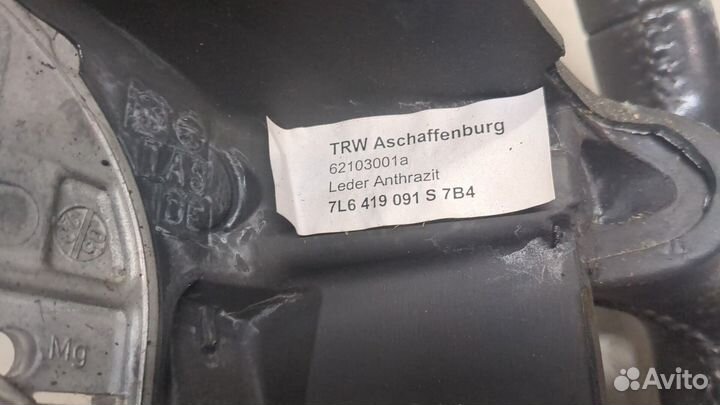 TRW Aschaffenburg
62103001a
Leder Anthrazit
7L6 419 091 S 7B4
Mg
Avito